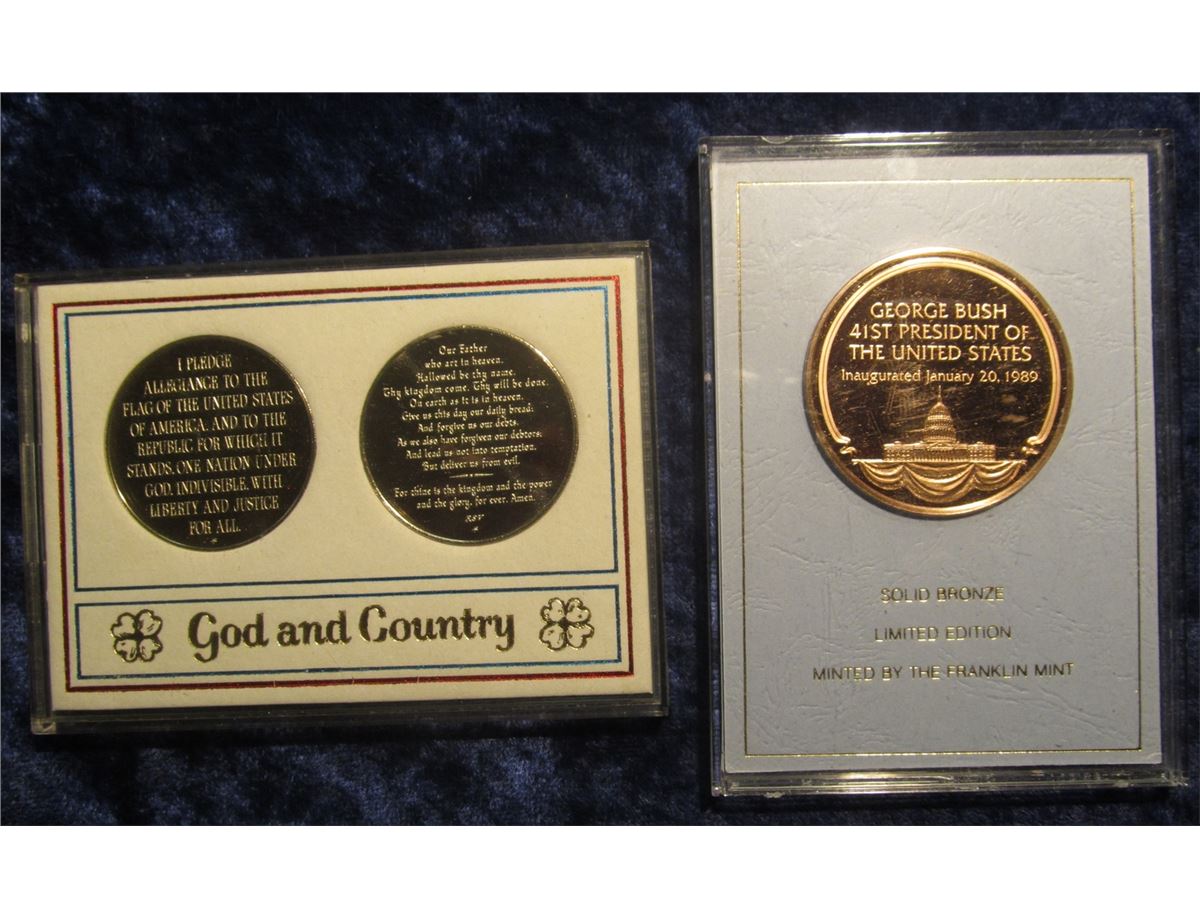 I PLEDGE
ALLEGIANCE TO THE
FLAG OF THE UNITED STATES
OF AMERICA, AND TO THE
REPUBLIC FOR WHICH IT
STANDS, ONE NATION UNDER
GOD, INDIVISIBLE, WITH
LIBERTY AND JUSTICE
FOR ALL.
Our Father
who art in heaven,
Hallowed be thy name.
Thy kingdom come, Thy will be done,
On earth as it is in heaven.
Give us this day our daily bread;
And forgive us our debts,
As we also have forgiven our debtors;
And lead us not into temptation,
But deliver us from evil.
For thine is the kingdom and the power
and the glory, for ever. Amen.
RSV
God and Country
GEORGE BUSH
41ST PRESIDENT OF
THE UNITED STATES
Inaugurated January 20, 1989
SOLID BRONZE
LIMITED EDITION
MINTED BY THE FRANKLIN MINT